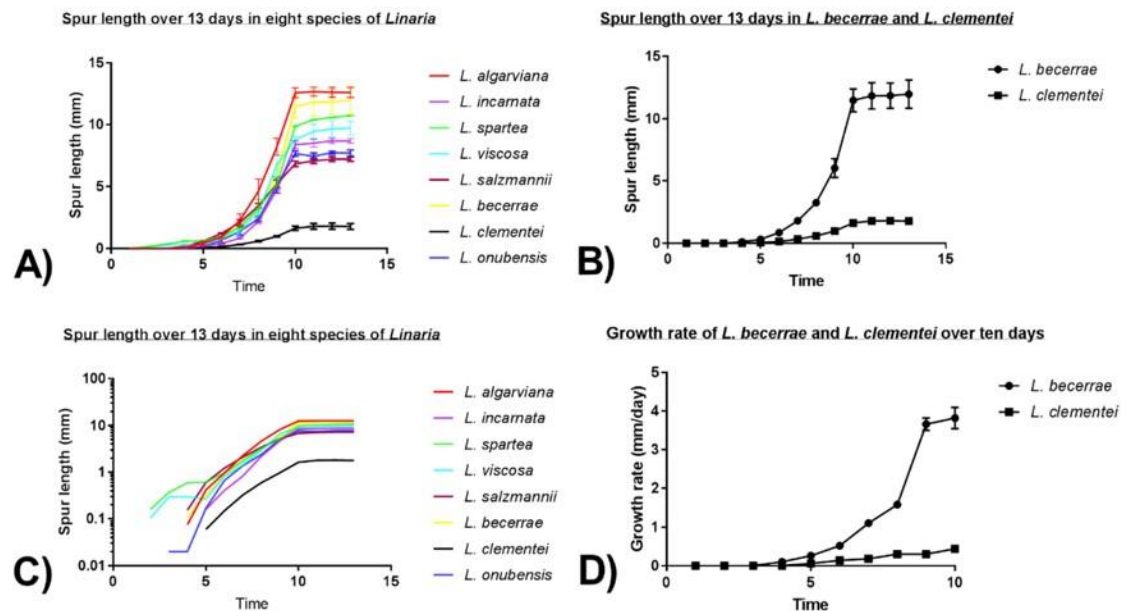 Spur length over 13 days in eight species of Linaria
Spur length (mm)
15
10
5
0
0
5
10
15
Time
L. algarviana
L. incarnata
L. spartea
L. viscosa
L. salzmannii
L. becerrae
L. clementei
L. onubensis
A)
Spur length over 13 days in L. becerrae and L. clementei
Spur length (mm)
15
10
5
0
0
5
10
15
Time
L. becerrae
L. clementei
B)
Spur length over 13 days in eight species of Linaria
Spur length (mm)
100
10
1
0.1
0.01
0
5
10
15
Time
L. algarviana
L. incarnata
L. spartea
L. viscosa
L. salzmannii
L. becerrae
L. clementei
L. onubensis
C)
Growth rate of L. becerrae and L. clementei over ten days
Growth rate (mm/day)
5
4
3
2
1
0
0
5
10
Time
L. becerrae
L. clementei
D)